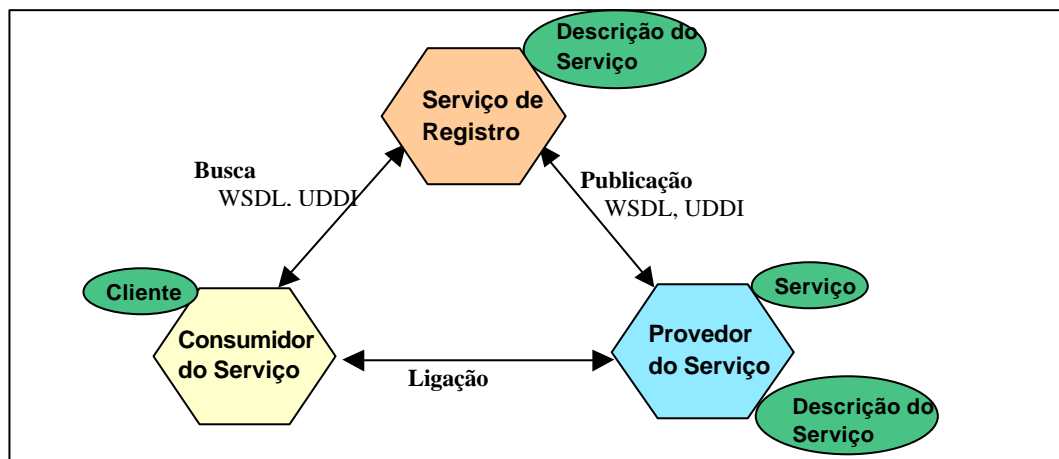 Descrição do
Serviço
Serviço de
Registro
Busca
WSDL. UDDI
Publicação
WSDL, UDDI
Cliente
Serviço
Consumidor
do Serviço
Provedor
do Serviço
Ligação
Descrição do
Serviço